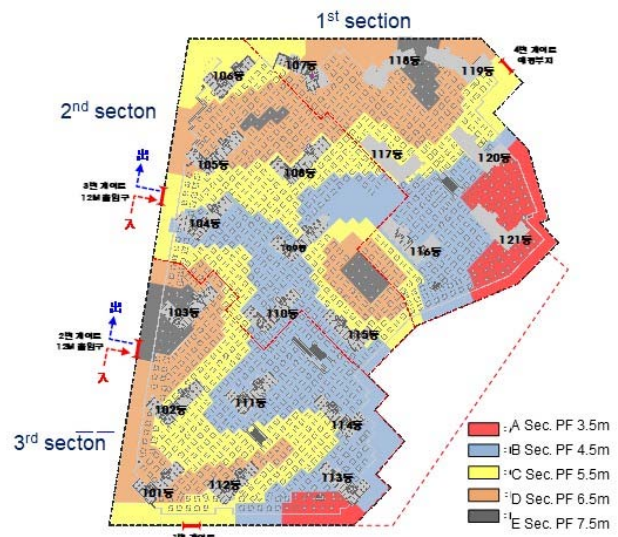 1st section
118동
107동
119동
4번 게이트
예정부지
106동
2nd secton
出
105동
108동
117동
120동
3번 게이트
12M 출입구
入
104동
109동
116동
121동
出
103동
110동
115동
2번 게이트
12M 출입구
入
102동
111동
114동
3rd secton
A Sec. PF 3.5m
B Sec. PF 4.5m
C Sec. PF 5.5m
101동
112동
113동
D Sec. PF 6.5m
E Sec. PF 7.5m